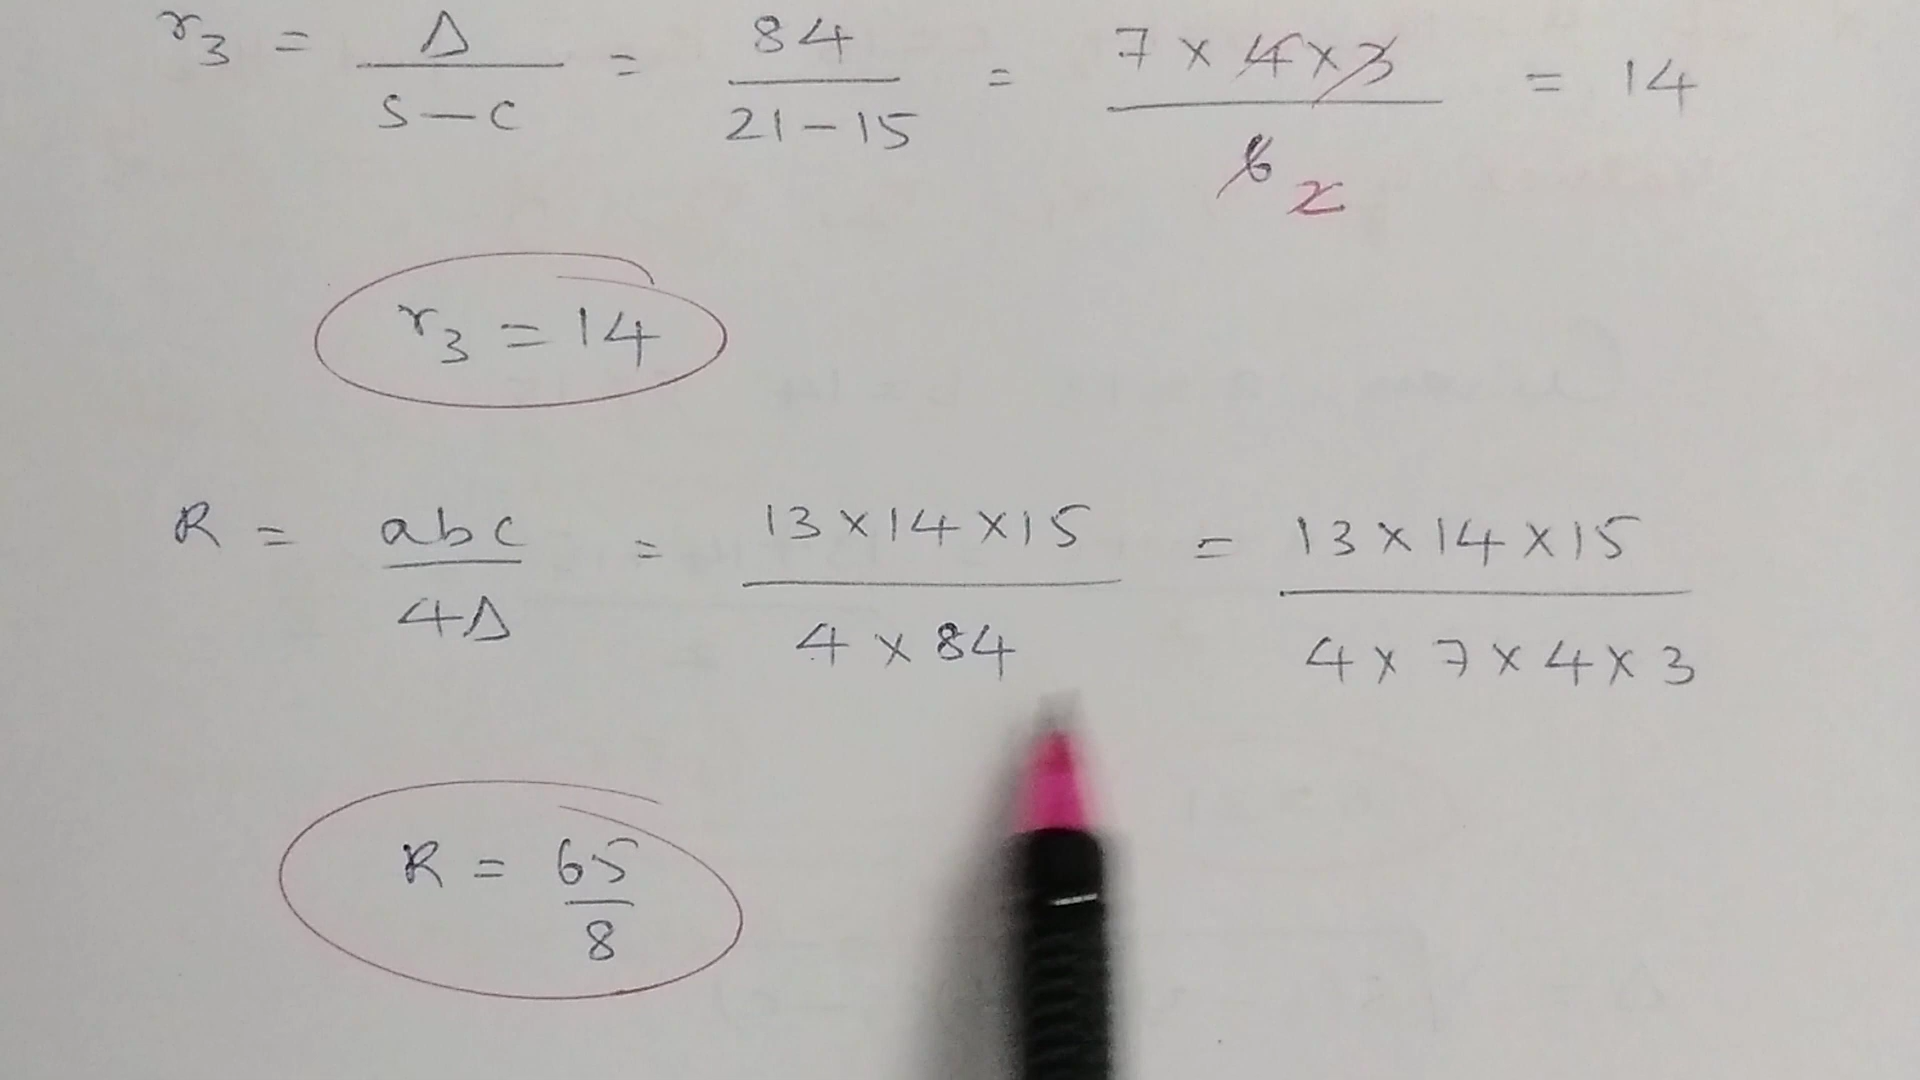 r₃ = Δ / (S-C) = 84 / (21-15) = (7 × 4 × 3) / 6 2 = 14
r₃ = 14
R = abc / 4Δ = (13×14×15) / (4 × 84) = (13×14×15) / (4 × 7 × 4 × 3)
R = 65 / 8